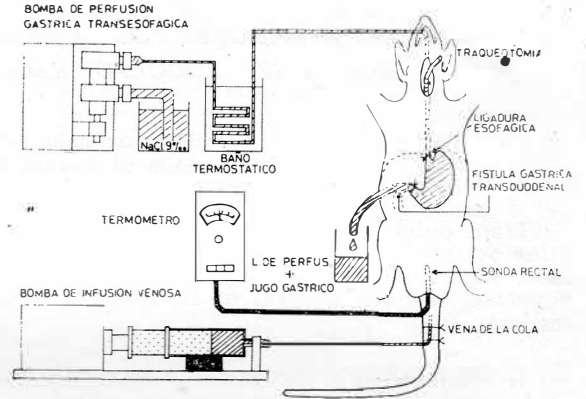 BOMBA DE PERFUSION
GASTRICA TRANSESOFAGICA
TRAQUEOTOMIA
LIGADURA
ESOFAGICA
NaCl 9‰
BAÑO
TERMOSTATICO
FISTULA GASTRICA
TRANSDUODENAL
TERMOMETRO
L. DE PERFUS
+
JUGO GASTRICO
SONDA RECTAL
BOMBA DE INFUSION VENOSA
VENA DE LA COLA